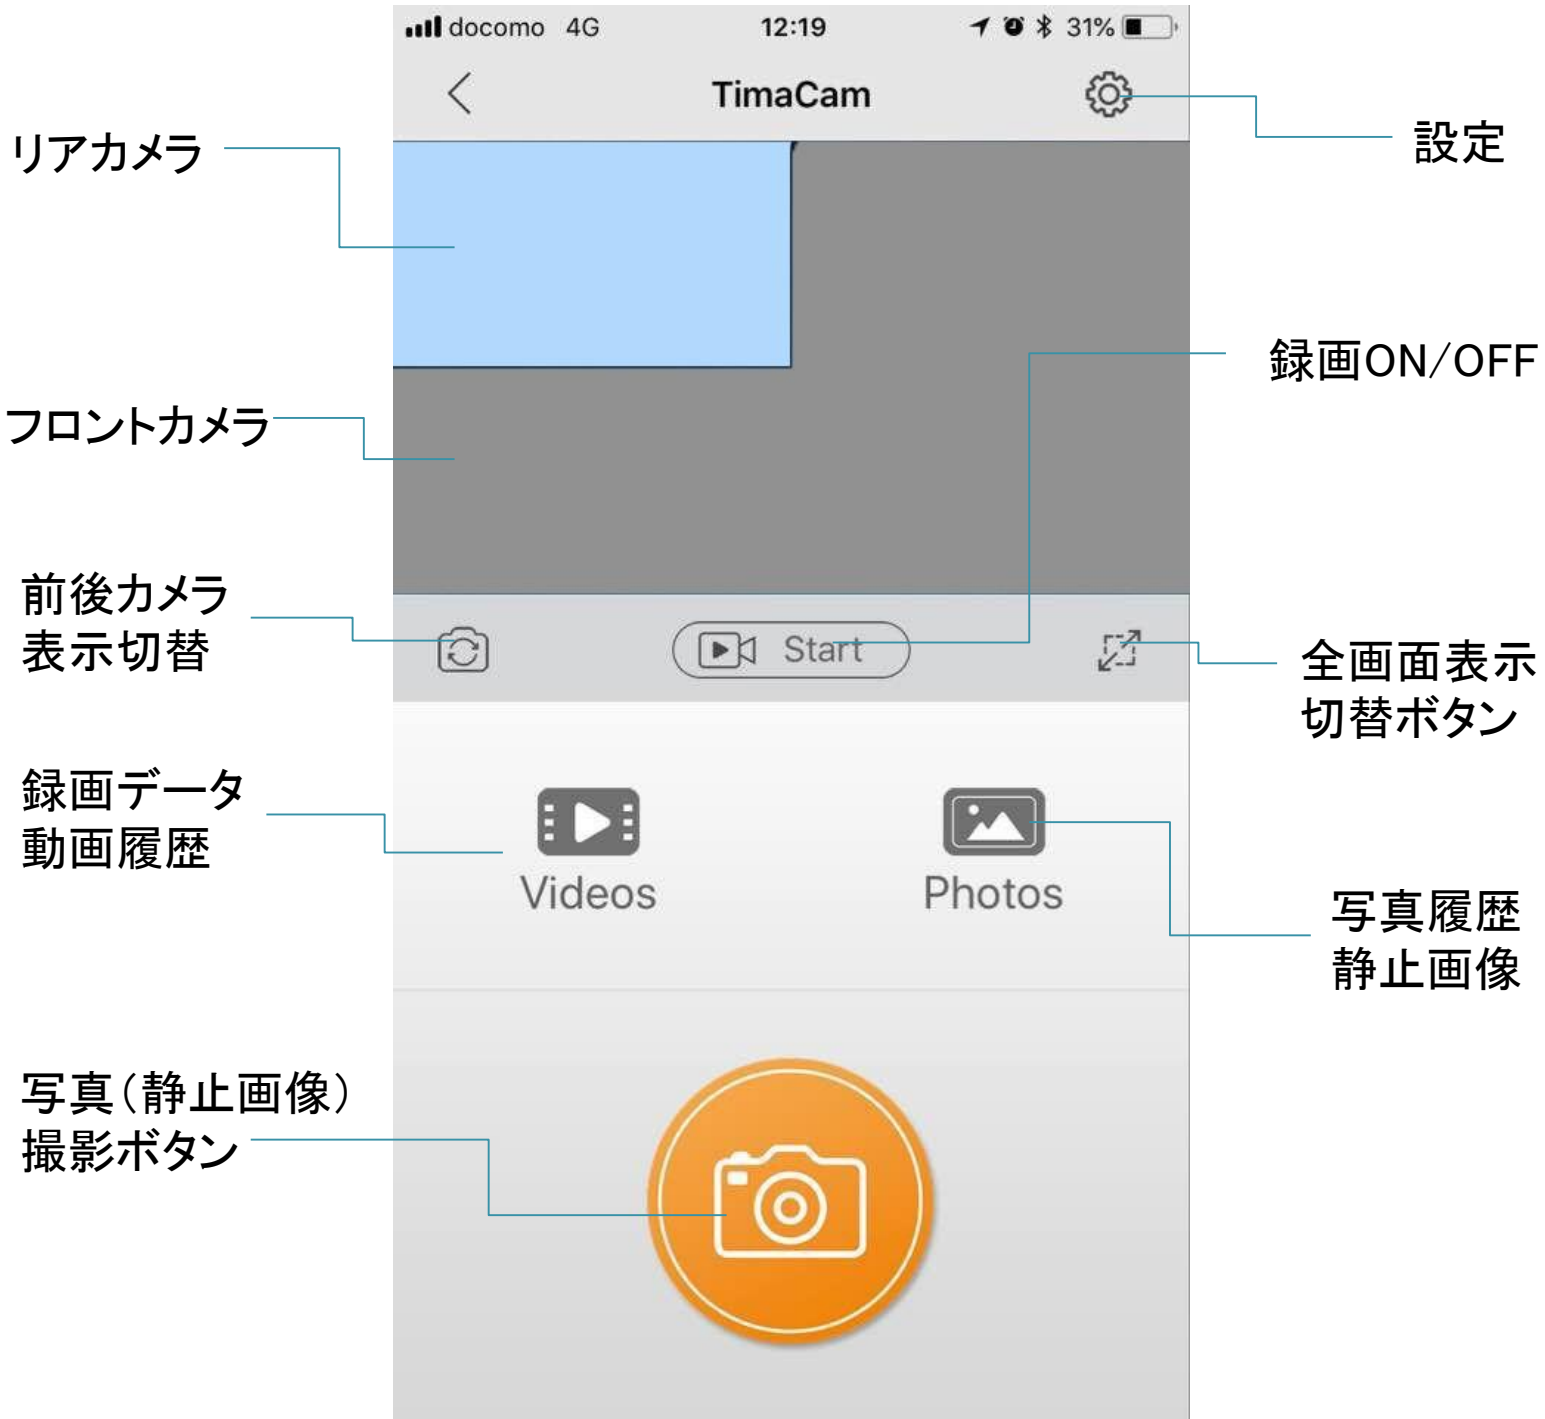 docomo 4G 12:19 31%
TimaCam
リアカメラ
設定
録画ON/OFF
フロントカメラ
前後カメラ
表示切替
Start
全画面表示
切替ボタン
録画データ
動画履歴
Videos
Photos
写真履歴
静止画像
写真(静止画像)
撮影ボタン